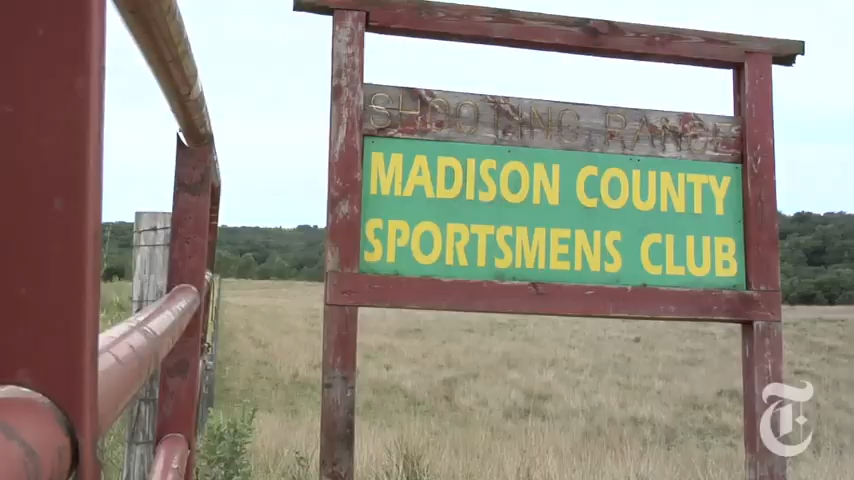 SHOOTING RANGE
MADISON COUNTY
SPORTSMENS CLUB
T